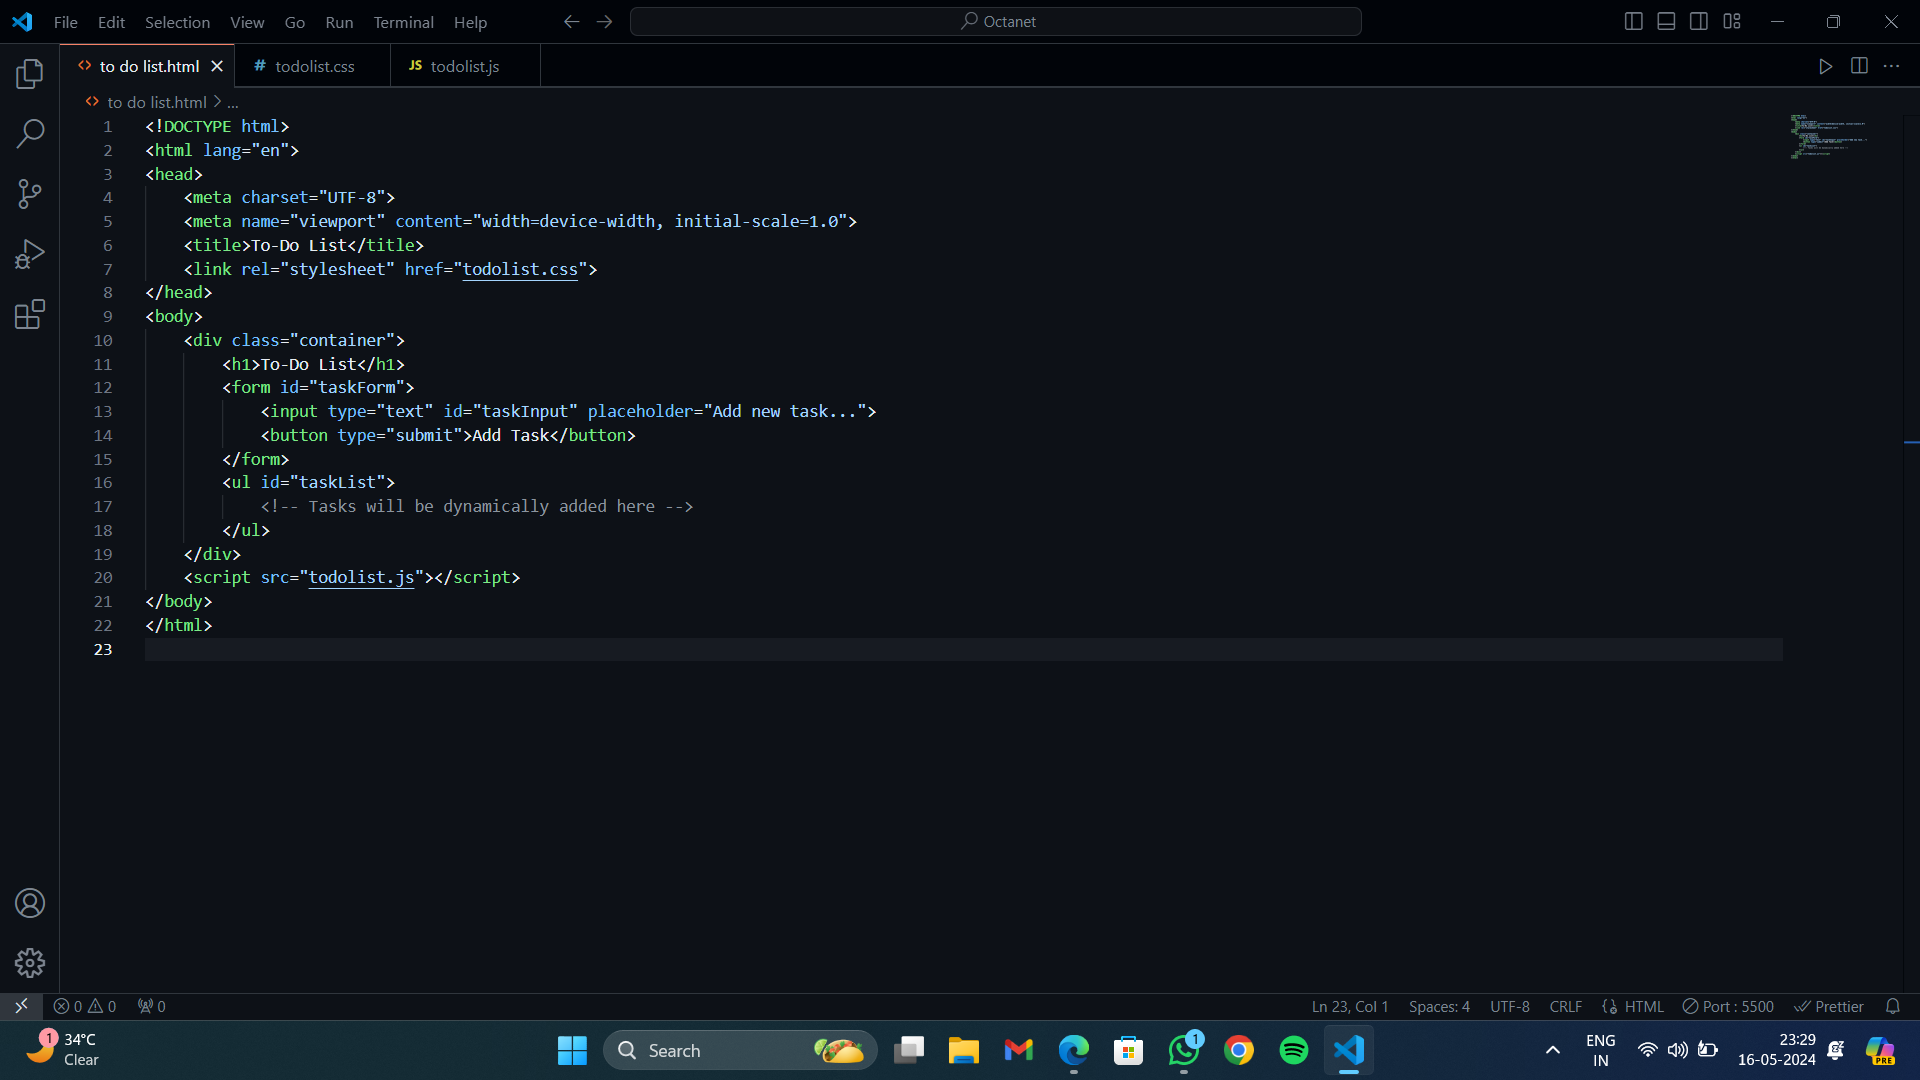 File Edit Selection View Go Run Terminal Help
Octanet
to do list.html
# todolist.css
JS todolist.js
to do list.html > ...
1 <!DOCTYPE html>
2 <html lang="en">
3 <head>
4 <meta charset="UTF-8">
5 <meta name="viewport" content="width=device-width, initial-scale=1.0">
6 <title>To-Do List</title>
7 <link rel="stylesheet" href="todolist.css">
8 </head>
9 <body>
10 <div class="container">
11 <h1>To-Do List</h1>
12 <form id="taskForm">
13 <input type="text" id="taskInput" placeholder="Add new task...">
14 <button type="submit">Add Task</button>
15 </form>
16 <ul id="taskList">
17 <!-- Tasks will be dynamically added here -->
18 </ul>
19 </div>
20 <script src="todolist.js"></script>
21 </body>
22 </html>
23
0 0 0
Ln 23, Col 1 Spaces: 4 UTF-8 CRLF HTML Port : 5500 Prettier
1
34°C
Clear
Search
1
ENG
IN
23:29
16-05-2024
PRE